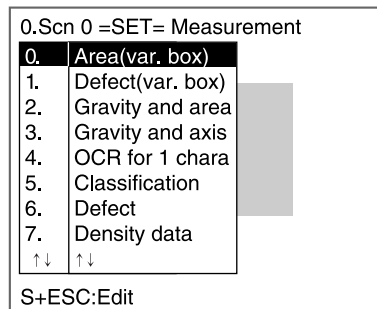 0.Scn 0 =SET= Measurement
0. Area(var. box)
1. Defect(var. box)
2. Gravity and area
3. Gravity and axis
4. OCR for 1 chara
5. Classification
6. Defect
7. Density data
↑↓ ↑↓
S+ESC:Edit